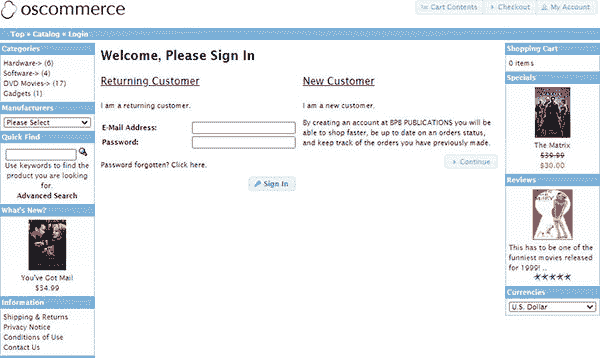 oscommerce
Cart Contents
Checkout
My Account
Top » Catalog » Login
Categories
Hardware-> (6)
Software-> (4)
DVD Movies-> (17)
Gadgets (1)
Manufacturers
Please Select
Quick Find
Use keywords to find the
product you are looking
for.
Advanced Search
What's New?
You've Got Mail
$34.99
Information
Shipping & Returns
Privacy Notice
Conditions of Use
Contact Us
Welcome, Please Sign In
Returning Customer
I am a returning customer.
E-Mail Address:
Password:
Password forgotten? Click here.
Sign In
New Customer
I am a new customer.
By creating an account at BPB PUBLICATIONS you will be
able to shop faster, be up to date on an orders status,
and keep track of the orders you have previously made.
Continue
Shopping Cart
0 items
Specials
The Matrix
$39.99
$30.00
Reviews
This has to be one of the
funniest movies released
for 1999! ..
Currencies
U.S. Dollar